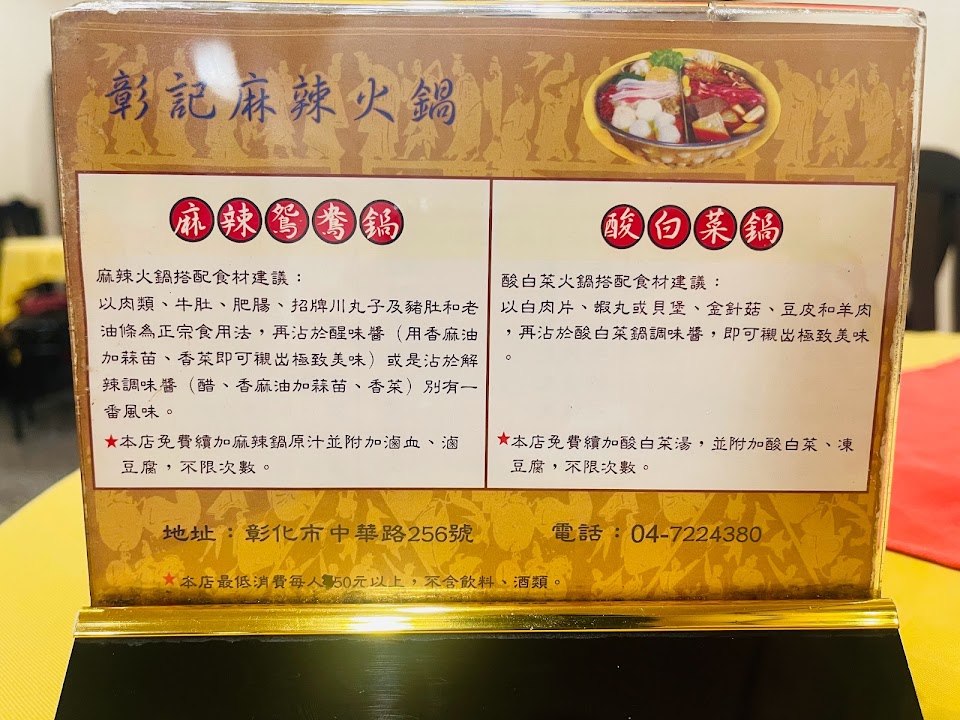 彰記麻辣火鍋
麻辣鴛鴦鍋
麻辣火鍋搭配食材建議：
以肉類、牛肚、肥腸、招牌川丸子及豬肚和老
油條為正宗食用法，再沾於醒味醬（用香麻油
加蒜苗、香菜即可襯出極致美味）或是沾於解
辣調味醬（醋、香麻油加蒜苗、香菜）別有一
番風味。
★本店免費續加麻辣鍋原汁並附加滷血、滷
豆腐，不限次數。
酸白菜鍋
酸白菜火鍋搭配食材建議：
以白肉片、蝦丸或貝堡、金針菇、豆皮和羊肉
，再沾於酸白菜鍋調味醬，即可襯出極致美味
。
★本店免費續加酸白菜湯，並附加酸白菜、凍
豆腐，不限次數。
地址：彰化市中華路256號
電話：04-7224380
★本店最低消費每人50元以上，不含飲料、酒類。